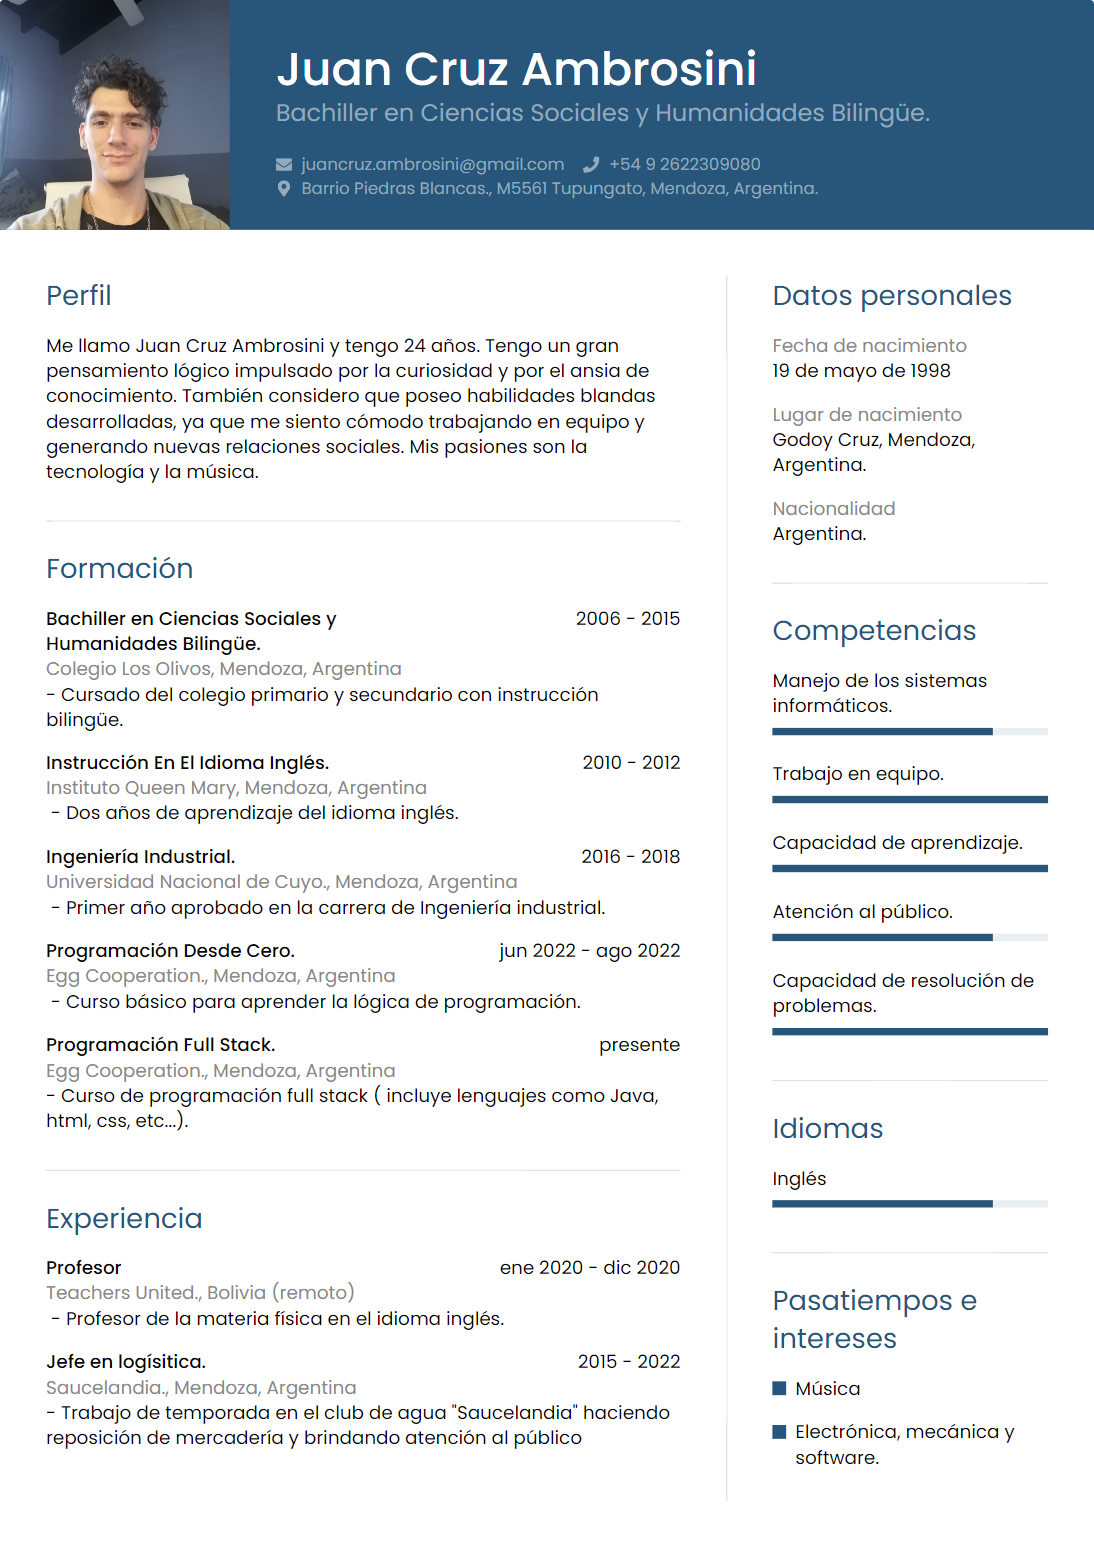 Juan Cruz Ambrosini
Bachiller en Ciencias Sociales y Humanidades Bilingüe.
juancruz.ambrosini@gmail.com +54 9 2622309080
Barrio Piedras Blancas., M5561 Tupungato, Mendoza, Argentina.
Perfil
Me llamo Juan Cruz Ambrosini y tengo 24 años. Tengo un gran
pensamiento lógico impulsado por la curiosidad y por el ansia de
conocimiento. También considero que poseo habilidades blandas
desarrolladas, ya que me siento cómodo trabajando en equipo y
generando nuevas relaciones sociales. Mis pasiones son la
tecnología y la música.
Formación
Bachiller en Ciencias Sociales y 2006 - 2015
Humanidades Bilingüe.
Colegio Los Olivos, Mendoza, Argentina
- Cursado del colegio primario y secundario con instrucción
bilingüe.
Instrucción En El Idioma Inglés. 2010 - 2012
Instituto Queen Mary, Mendoza, Argentina
- Dos años de aprendizaje del idioma inglés.
Ingeniería Industrial. 2016 - 2018
Universidad Nacional de Cuyo., Mendoza, Argentina
- Primer año aprobado en la carrera de Ingeniería industrial.
Programación Desde Cero. jun 2022 - ago 2022
Egg Cooperation., Mendoza, Argentina
- Curso básico para aprender la lógica de programación.
Programación Full Stack. presente
Egg Cooperation., Mendoza, Argentina
- Curso de programación full stack ( incluye lenguajes como Java,
html, css, etc...).
Experiencia
Profesor ene 2020 - dic 2020
Teachers United., Bolivia (remoto)
- Profesor de la materia física en el idioma inglés.
Jefe en logísitica. 2015 - 2022
Saucelandia., Mendoza, Argentina
- Trabajo de temporada en el club de agua "Saucelandia" haciendo
reposición de mercadería y brindando atención al público
Datos personales
Fecha de nacimiento
19 de mayo de 1998
Lugar de nacimiento
Godoy Cruz, Mendoza,
Argentina.
Nacionalidad
Argentina.
Competencias
Manejo de los sistemas
informáticos.
Trabajo en equipo.
Capacidad de aprendizaje.
Atención al público.
Capacidad de resolución de
problemas.
Idiomas
Inglés
Pasatiempos e
intereses
Música
Electrónica, mecánica y
software.